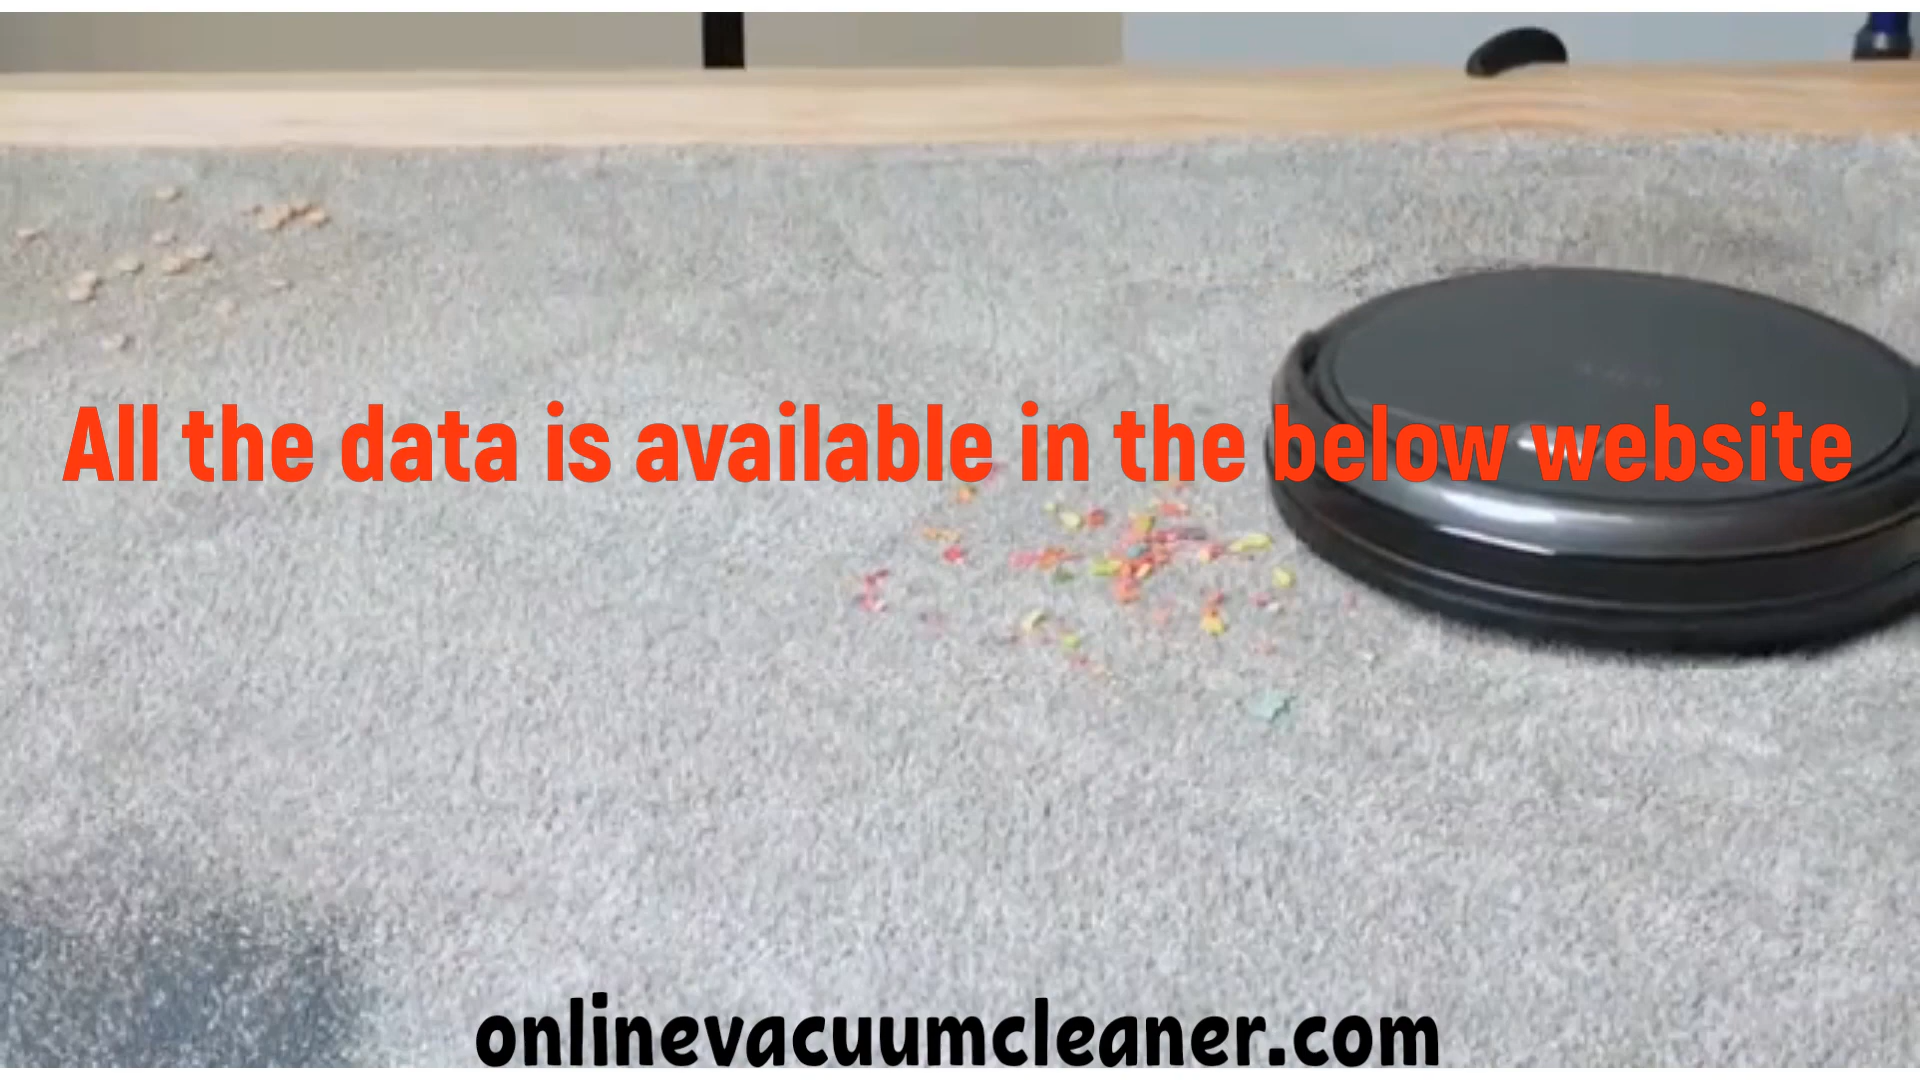 All the data is available in the below website
onlinevacuumcleaner.com